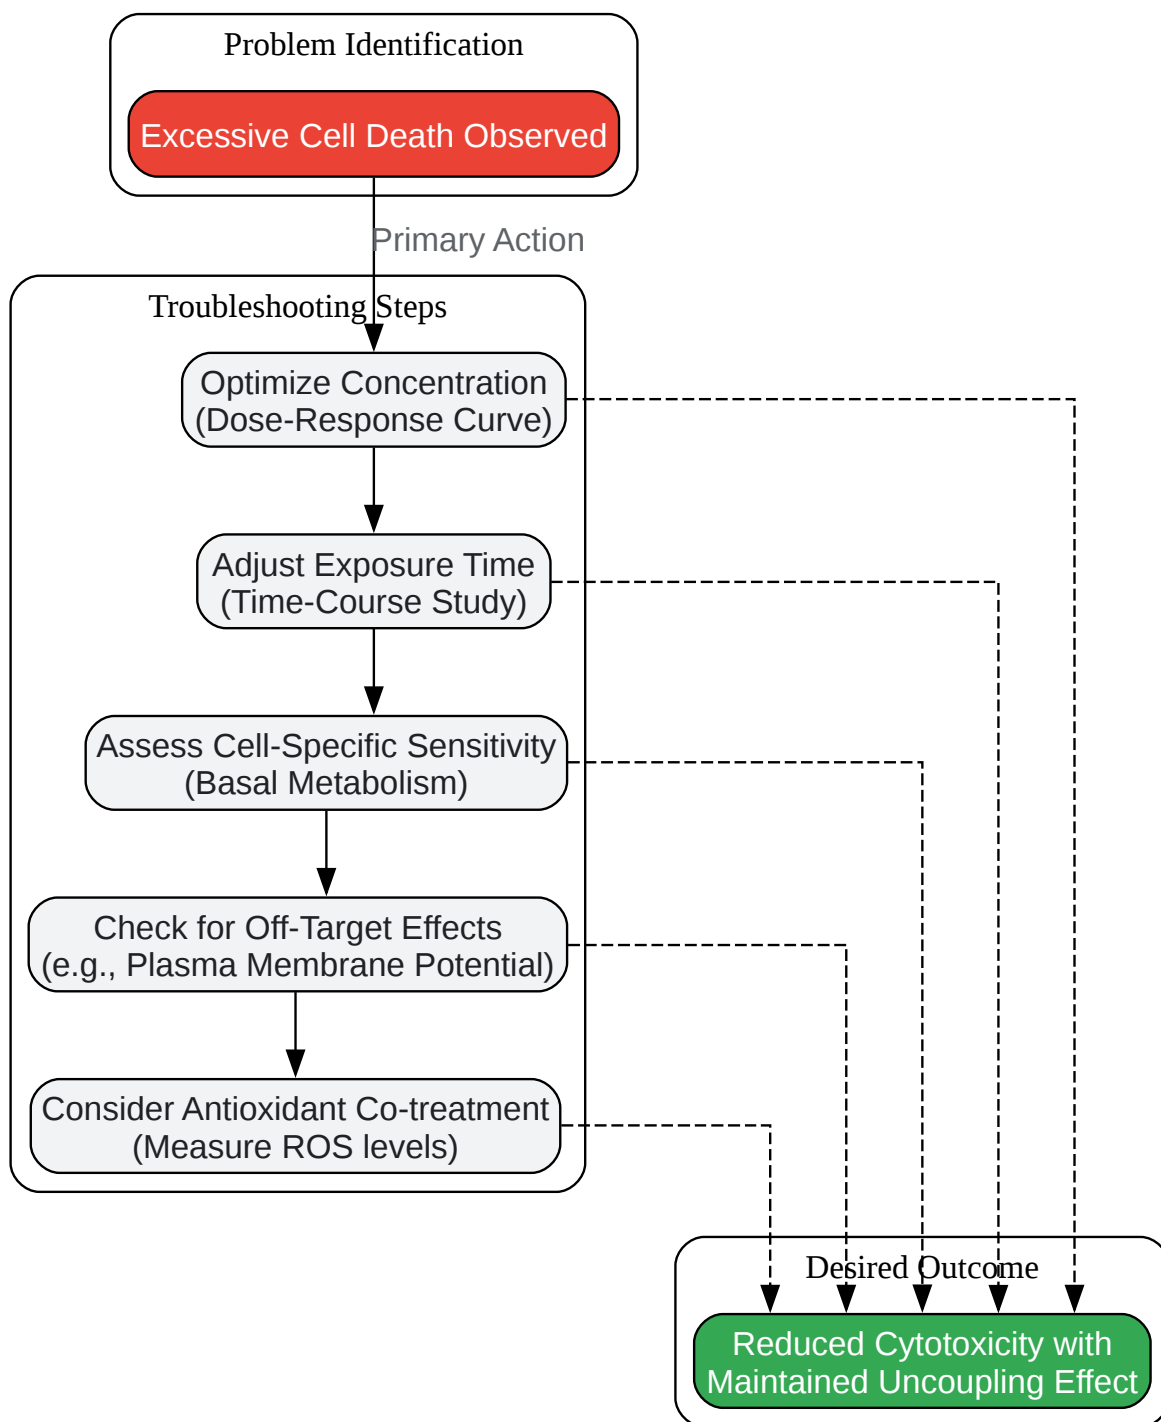 Problem Identification
Excessive Cell Death Observed
Primary Action
Troubleshooting Steps
Optimize Concentration
(Dose-Response Curve)
Adjust Exposure Time
(Time-Course Study)
Assess Cell-Specific Sensitivity
(Basal Metabolism)
Check for Off-Target Effects
(e.g., Plasma Membrane Potential)
Consider Antioxidant Co-treatment
(Measure ROS levels)
Desired Outcome
Reduced Cytotoxicity with
Maintained Uncoupling Effect